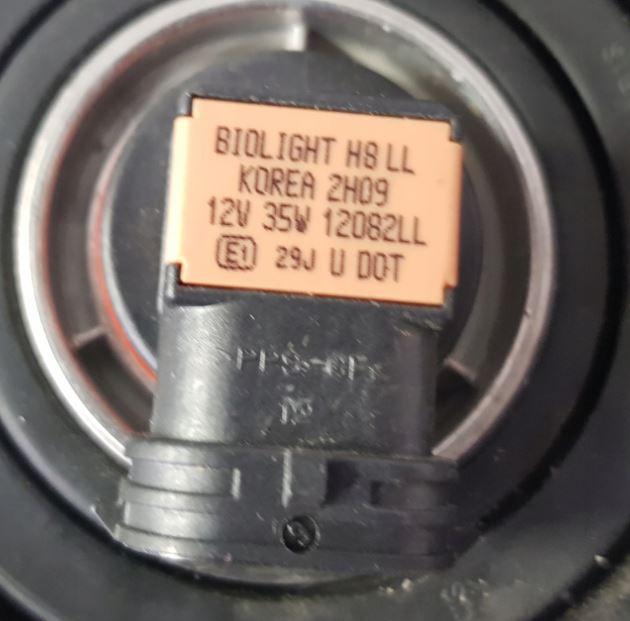 BIOLIGHT H8 LL
KOREA 2H09
12V 35W 12082LL
E1 29J U DOT